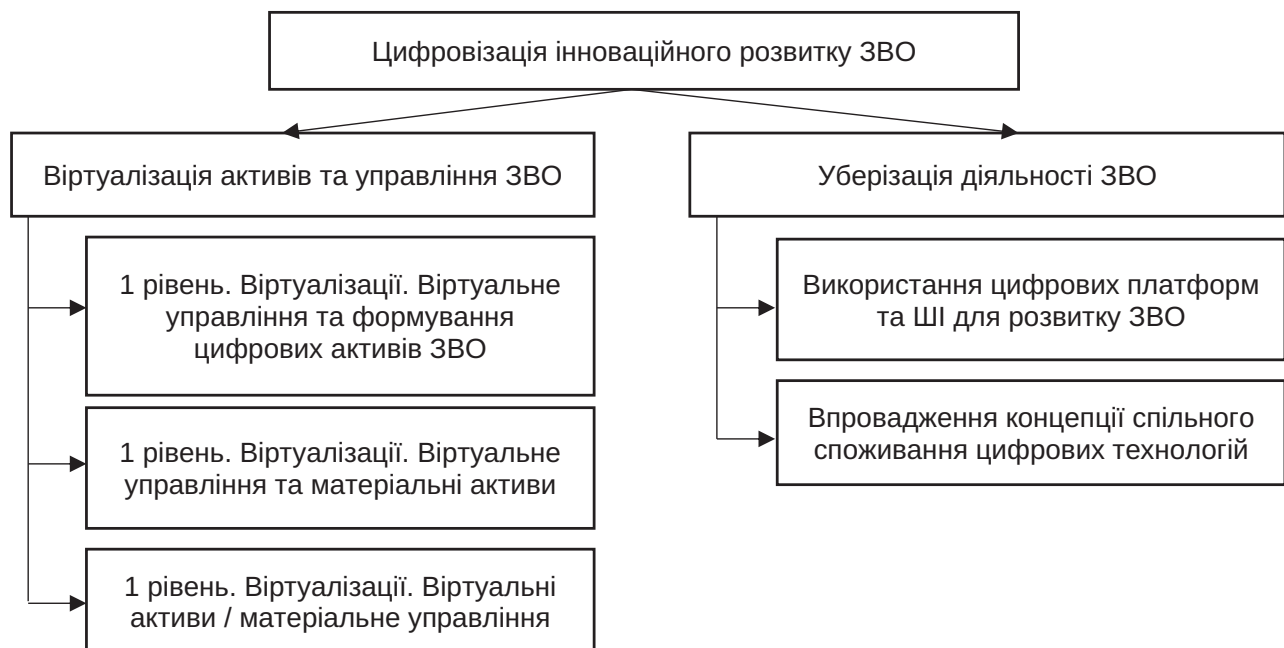 Цифровізація інноваційного розвитку ЗВО
Віртуалізація активів та управління ЗВО
1 рівень. Віртуалізації. Віртуальне
управління та формування
цифрових активів ЗВО
1 рівень. Віртуалізації. Віртуальне
управління та матеріальні активи
1 рівень. Віртуалізації. Віртуальні
активи / матеріальне управління
Уберізація діяльності ЗВО
Використання цифрових платформ
та ШІ для розвитку ЗВО
Впровадження концепції спільного
споживання цифрових технологій